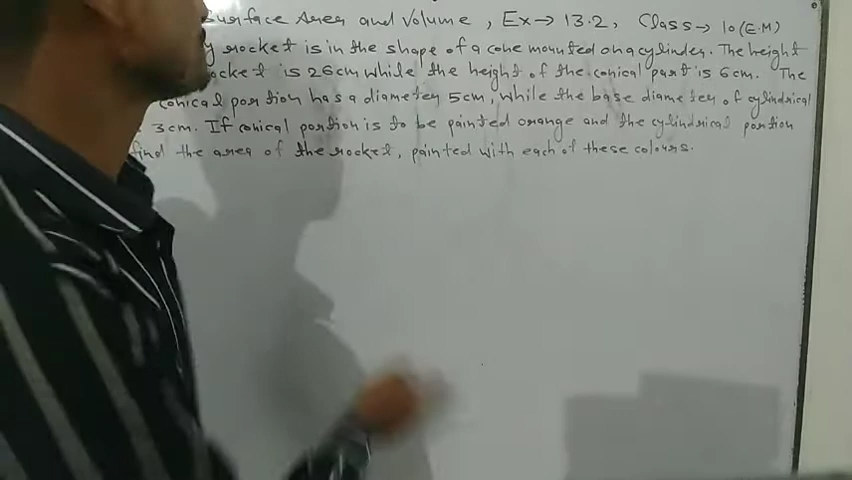 Surface Area and Volume, Ex→ 13.2, Class→ 10 (E.M)
rocket is in the shape of a cone mounted on a cylinder. The height
is 26cm while the height of the conical part is 6cm. The
conical portion has a diameter 5cm, while the base diameter of cylindrical
3cm. If conical portion is to be painted orange and the cylindrical portion
find the area of the rocket, painted with each of these colours.